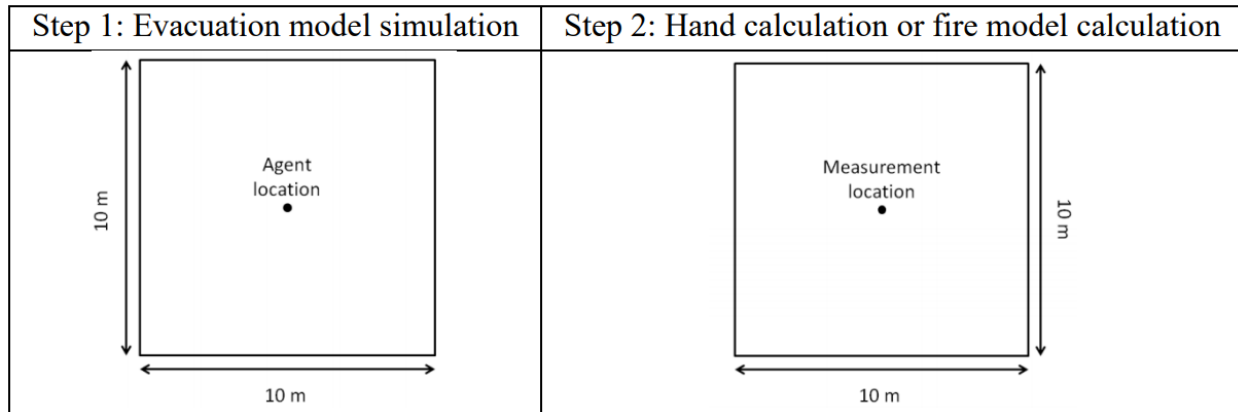 Step 1: Evacuation model simulation
Step 2: Hand calculation or fire model calculation
Agent
location
10 m
10 m
Measurement
location
10 m
10 m